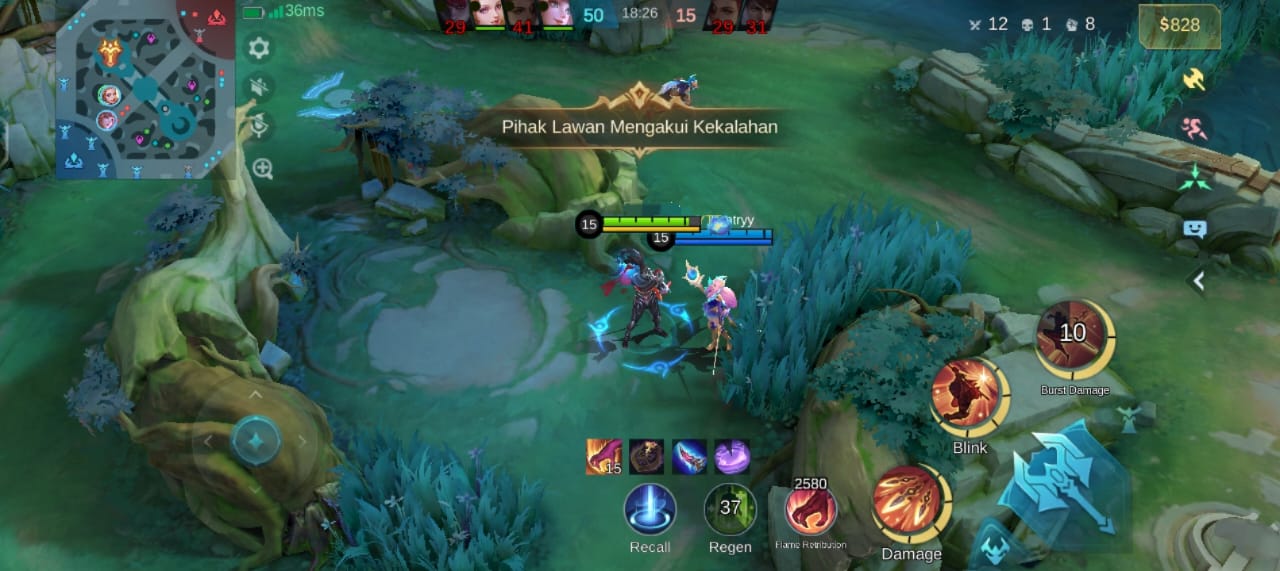 36ms
29
41
50
18:26
15
29
31
12
1
8
$828
Pihak Lawan Mengakui Kekalahan
15
15
10
Burst Damage
Blink
15
37
2580
Recall
Regen
Flame Retribution
Damage